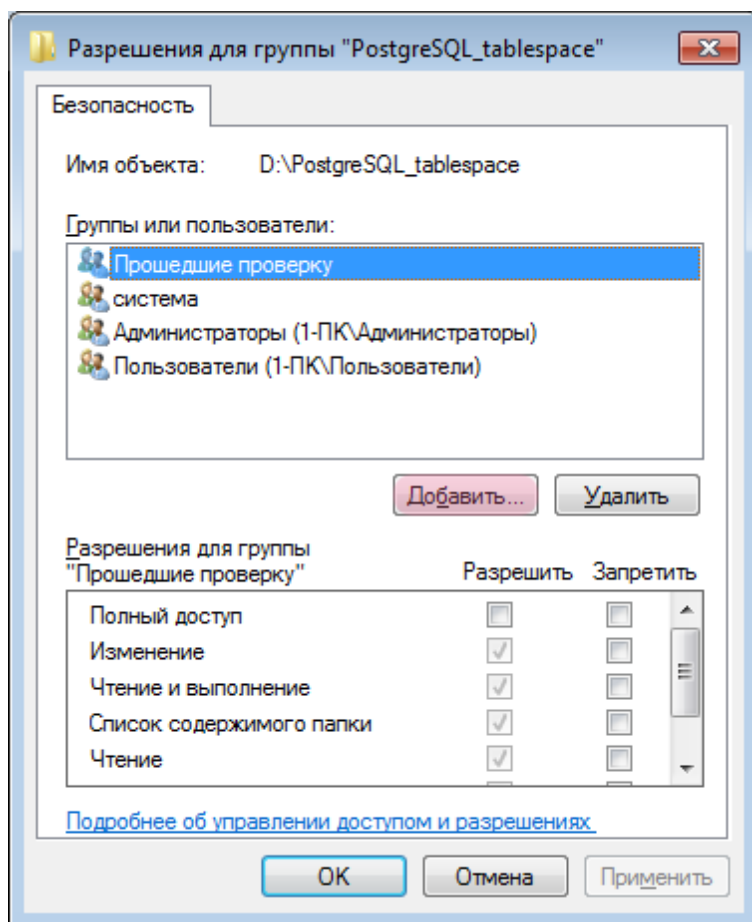 Разрешения для группы "PostgreSQL_tablespace"
Безопасность
Имя объекта: D:\PostgreSQL_tablespace
Группы или пользователи:
Прошедшие проверку
система
Администраторы (1-ПК\Администраторы)
Пользователи (1-ПК\Пользователи)
Добавить... Удалить
Разрешения для группы
"Прошедшие проверку" Разрешить Запретить
Полный доступ
Изменение
Чтение и выполнение
Список содержимого папки
Чтение
Подробнее об управлении доступом и разрешениях
OK Отмена Применить